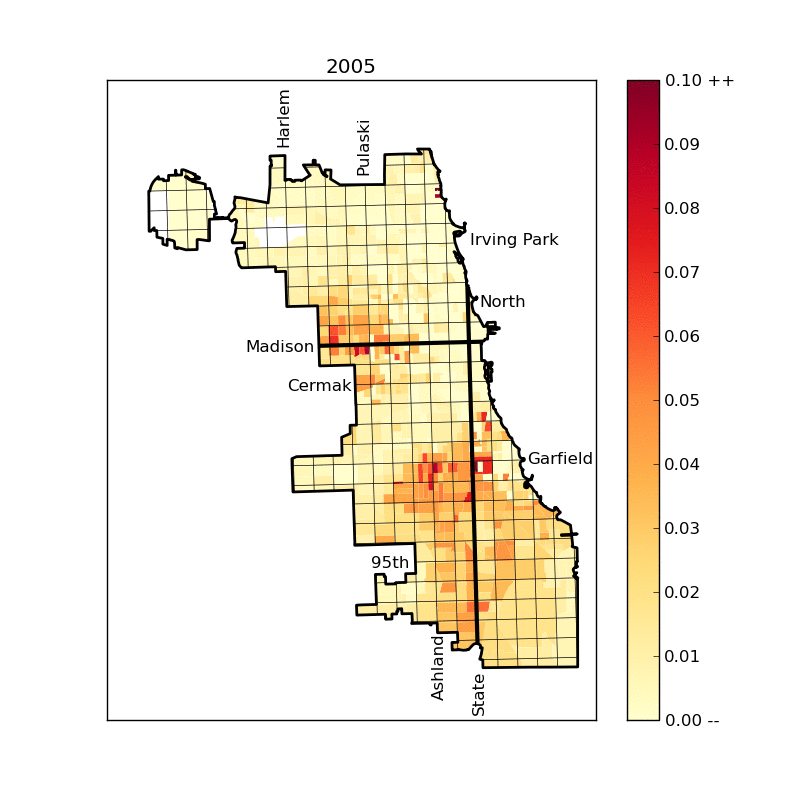 2005
Harlem
Pulaski
Irving Park
North
Madison
Cermak
Garfield
95th
Ashland
State
0.10 ++
0.09
0.08
0.07
0.06
0.05
0.04
0.03
0.02
0.01
0.00 --